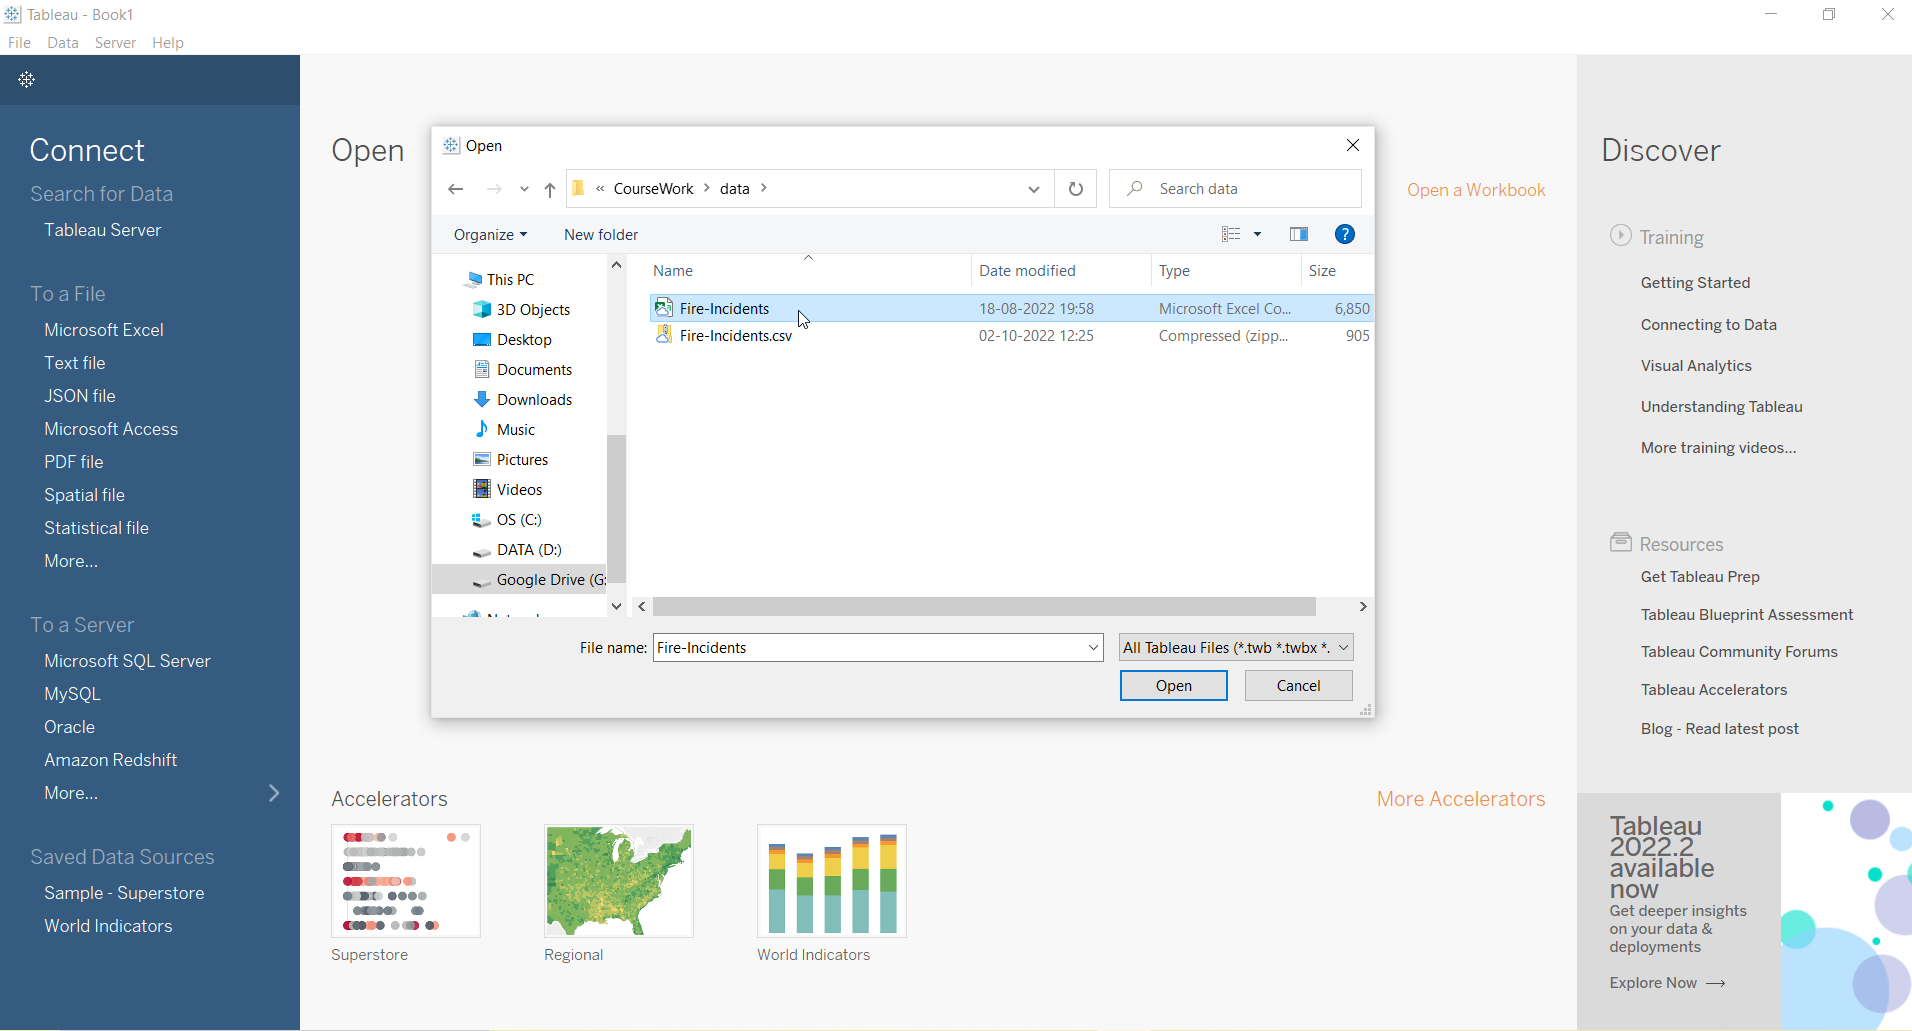 Tableau - Book1
File Data Server Help
Connect
Search for Data
Tableau Server
To a File
Microsoft Excel
Text file
JSON file
Microsoft Access
PDF file
Spatial file
Statistical file
More...
To a Server
Microsoft SQL Server
MySQL
Oracle
Amazon Redshift
More...
Saved Data Sources
Sample - Superstore
World Indicators
Open
Open a Workbook
Open
« CourseWork > data >
Search data
Organize New folder
?
This PC
3D Objects
Desktop
Documents
Downloads
Music
Pictures
Videos
OS (C:)
DATA (D:)
Google Drive (G:
Name Date modified Type Size
Fire-Incidents 18-08-2022 19:58 Microsoft Excel Co... 6,850
Fire-Incidents.csv 02-10-2022 12:25 Compressed (zipp... 905
File name: Fire-Incidents All Tableau Files (*.twb *.twbx *.
Open Cancel
Accelerators
More Accelerators
Superstore
Regional
World Indicators
Discover
Training
Getting Started
Connecting to Data
Visual Analytics
Understanding Tableau
More training videos...
Resources
Get Tableau Prep
Tableau Blueprint Assessment
Tableau Community Forums
Tableau Accelerators
Blog - Read latest post
Tableau
2022.2
available
now
Get deeper insights
on your data &
deployments
Explore Now →